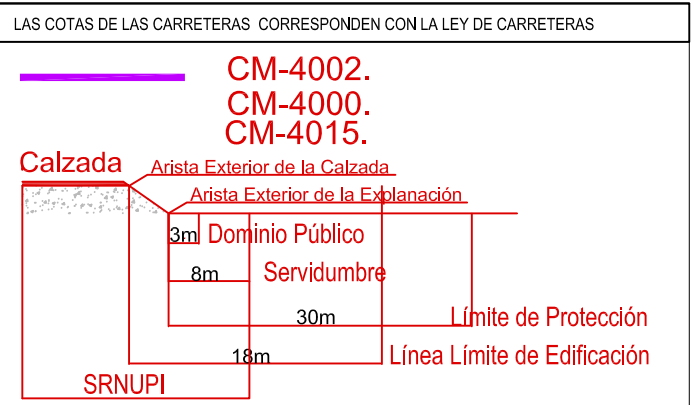 LAS COTAS DE LAS CARRETERAS CORRESPONDEN CON LA LEY DE CARRETERAS
CM-4002.
CM-4000.
CM-4015.
Calzada
Arista Exterior de la Calzada
Arista Exterior de la Explanación
3m Dominio Público
8m Servidumbre
30m
Límite de Protección
18m Línea Límite de Edificación
SRNUPI